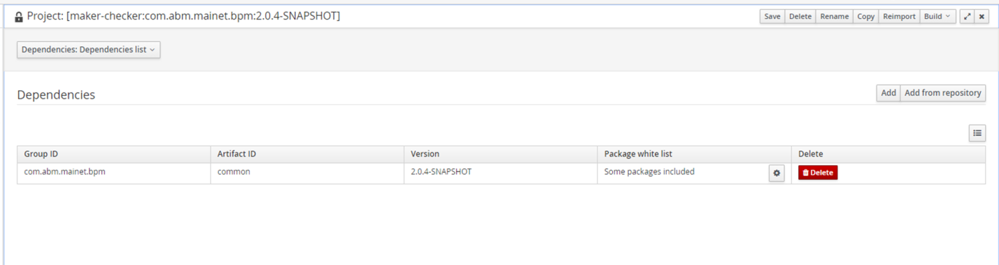 Project: [maker-checker:com.abm.mainet.bpm:2.0.4-SNAPSHOT] Save Delete Rename Copy Reimport Build
Dependencies: Dependencies list
Dependencies Add Add from repository
Group ID Artifact ID Version Package white list Delete
com.abm.mainet.bpm common 2.0.4-SNAPSHOT Some packages included Delete